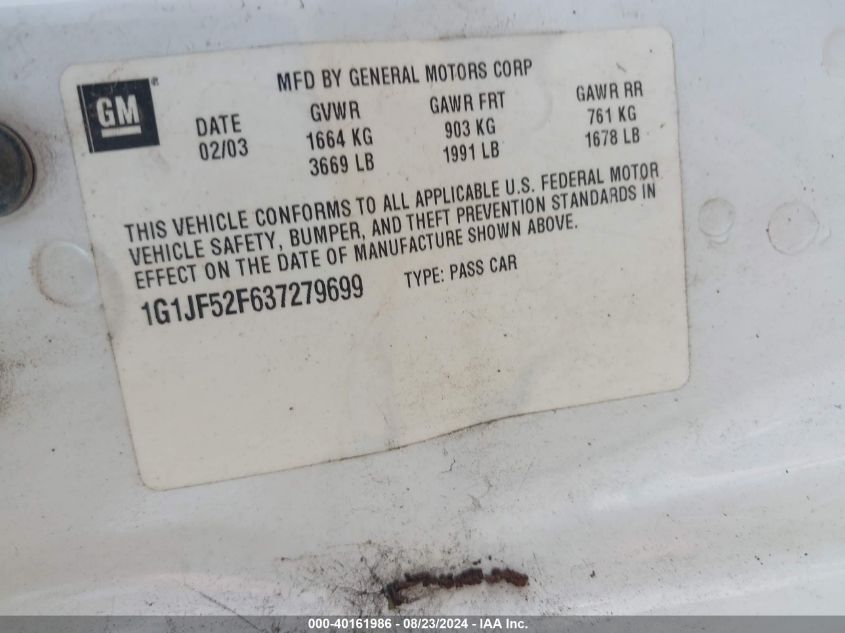 GM®
MFD BY GENERAL MOTORS CORP
DATE GVWR GAWR FRT GAWR RR
02/03 1664 KG 903 KG 761 KG
3669 LB 1991 LB 1678 LB
THIS VEHICLE CONFORMS TO ALL APPLICABLE U.S. FEDERAL MOTOR
VEHICLE SAFETY, BUMPER, AND THEFT PREVENTION STANDARDS IN
EFFECT ON THE DATE OF MANUFACTURE SHOWN ABOVE.
1G1JF52F637279699 TYPE: PASS CAR
000-40161986 - 08/23/2024 - IAAI Inc.